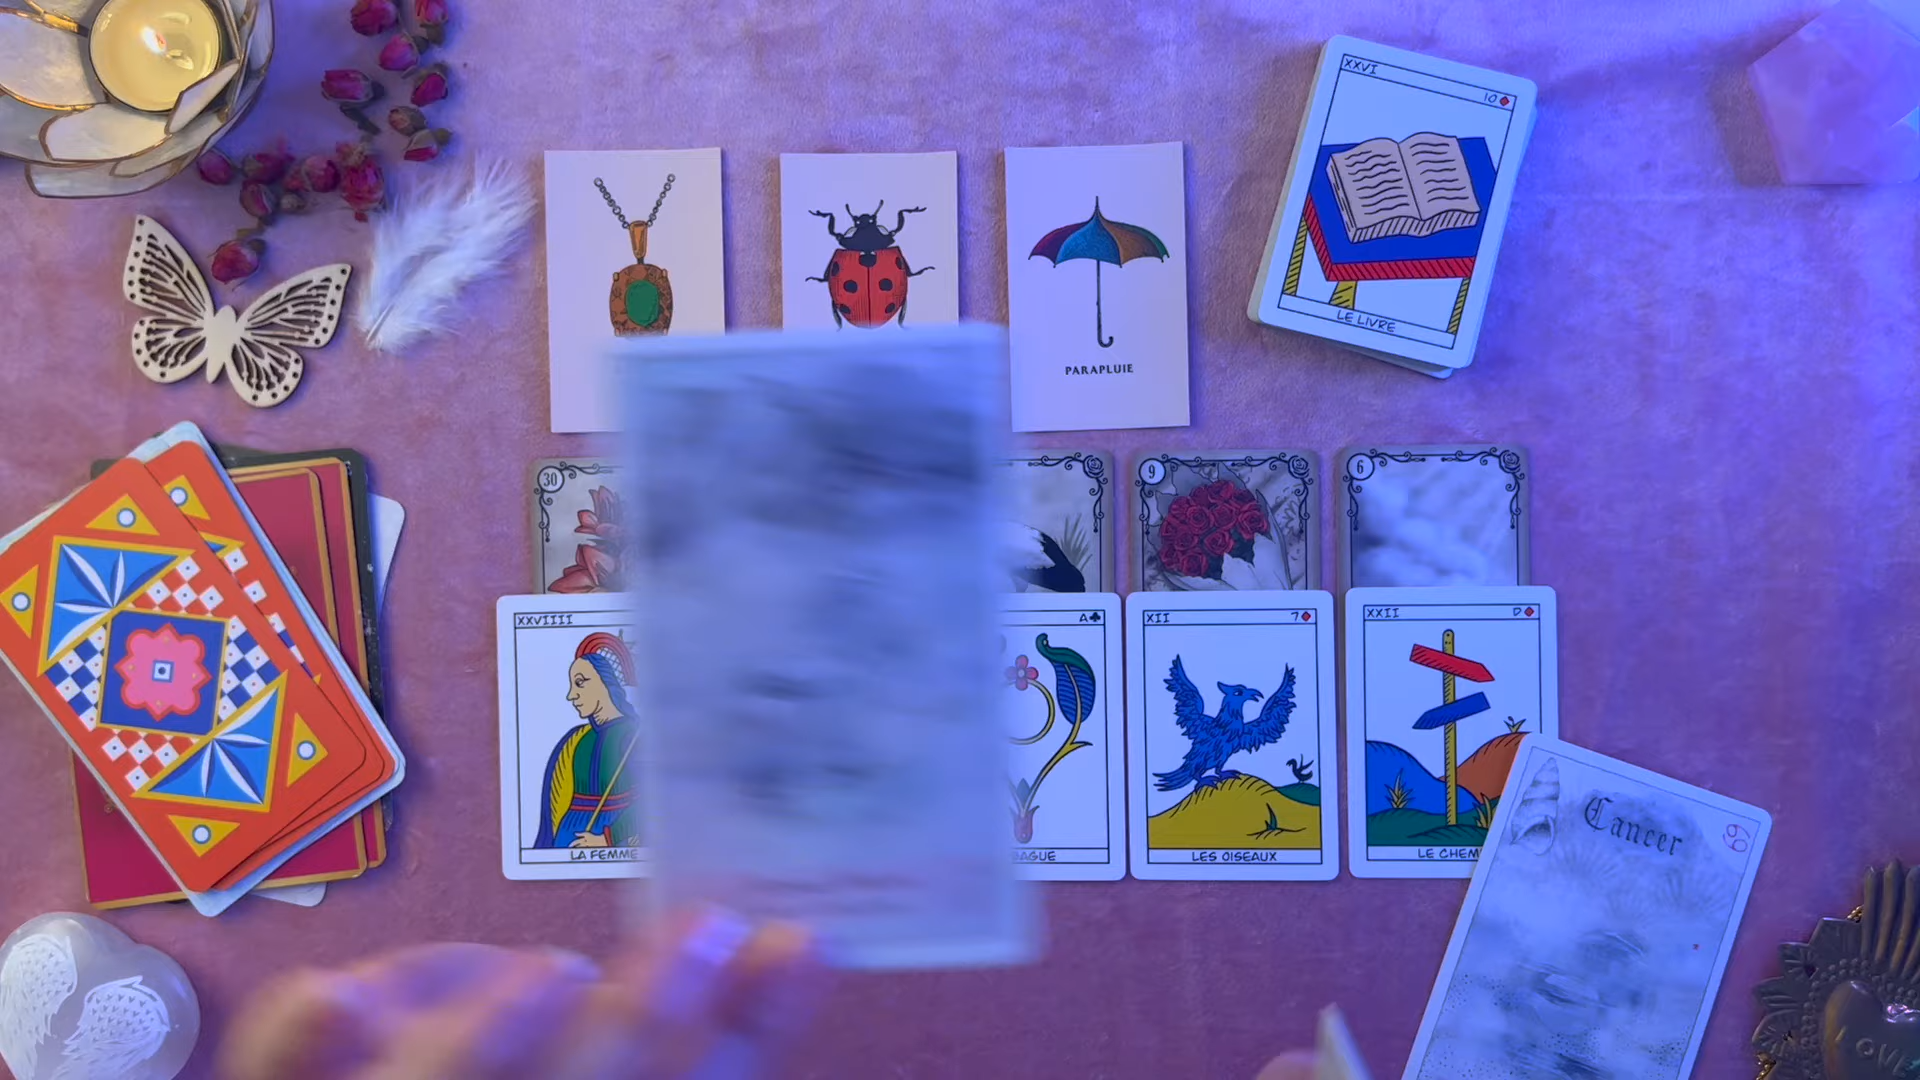 XXVI
10
LE LIVRE
PARAPLUIE
30
9
6
XXVIIII
LA FEMME
A
AGUE
XII
7
LES OISEAUX
XXII
D
LE CHEM
Cancer
LOVE